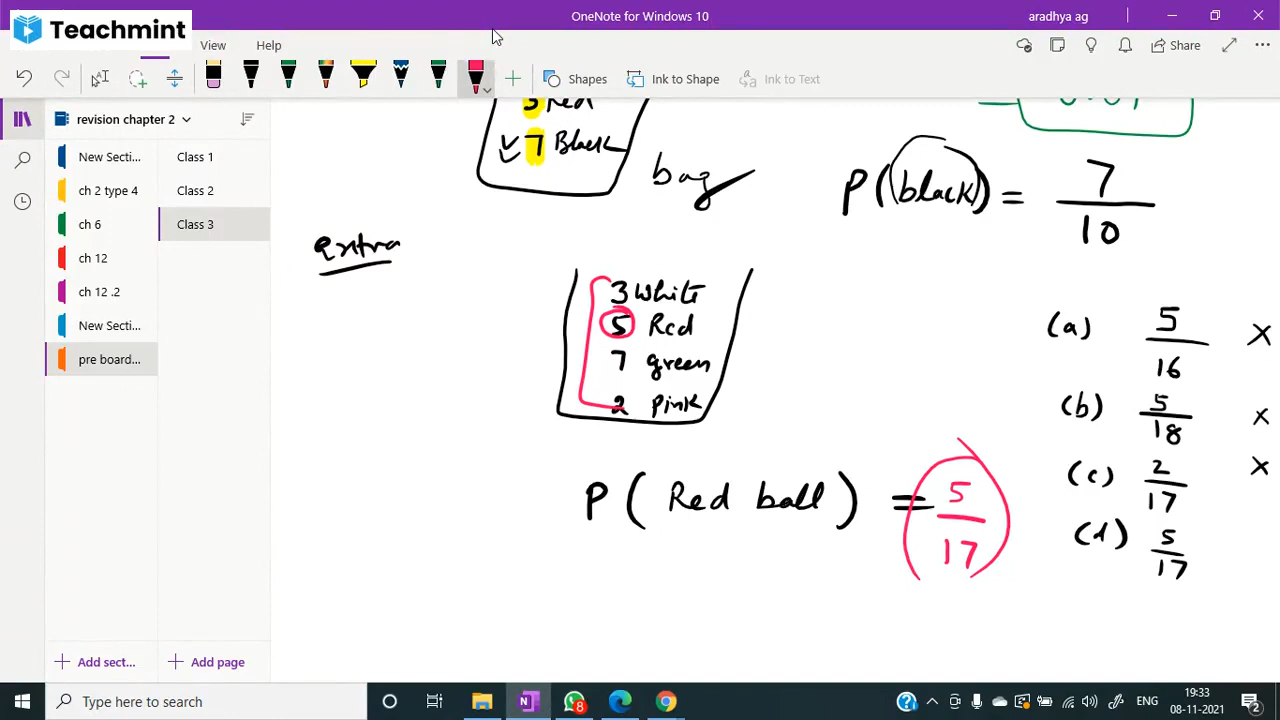 OneNote for Windows 10
aradhya ag
Teachmint
View Help
Shapes Ink to Shape Ink to Text
Share
revision chapter 2
New Secti...
ch 2 type 4
ch 6
ch 12
ch 12 .2
New Secti...
pre board...
Class 1
Class 2
Class 3
Add sect...
Add page
3 Red
7 Black
bag
P(black) = 7/10
extra
3 White
5 Red
7 green
2 Pink
P ( Red ball ) = 5/17
(a) 5/16 ×
(b) 5/18 ×
(c) 2/17 ×
(d) 5/17
Type here to search
8
ENG
19:33
08-11-2021
2